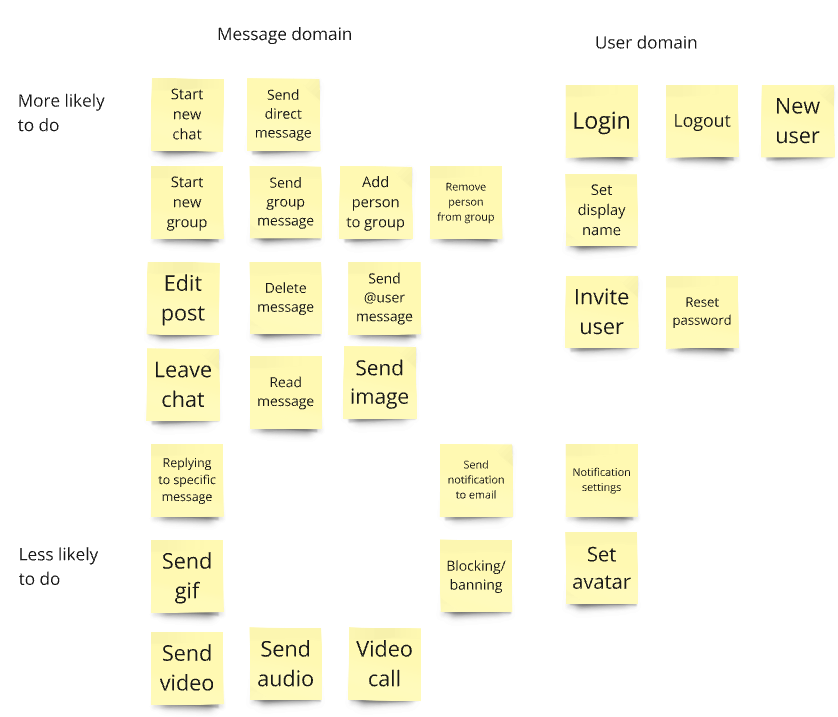 Message domain
User domain
More likely
to do
Start
new
chat
Send
direct
message
Login
Logout
New
user
Start
new
group
Send
group
message
Add
person
to group
Remove
person
from group
Set
display
name
Edit
post
Delete
message
Send
@user
message
Invite
user
Reset
password
Leave
chat
Read
message
Send
image
Replying
to specific
message
Send
notification
to email
Notification
settings
Less likely
to do
Send
gif
Blocking/
banning
Set
avatar
Send
video
Send
audio
Video
call